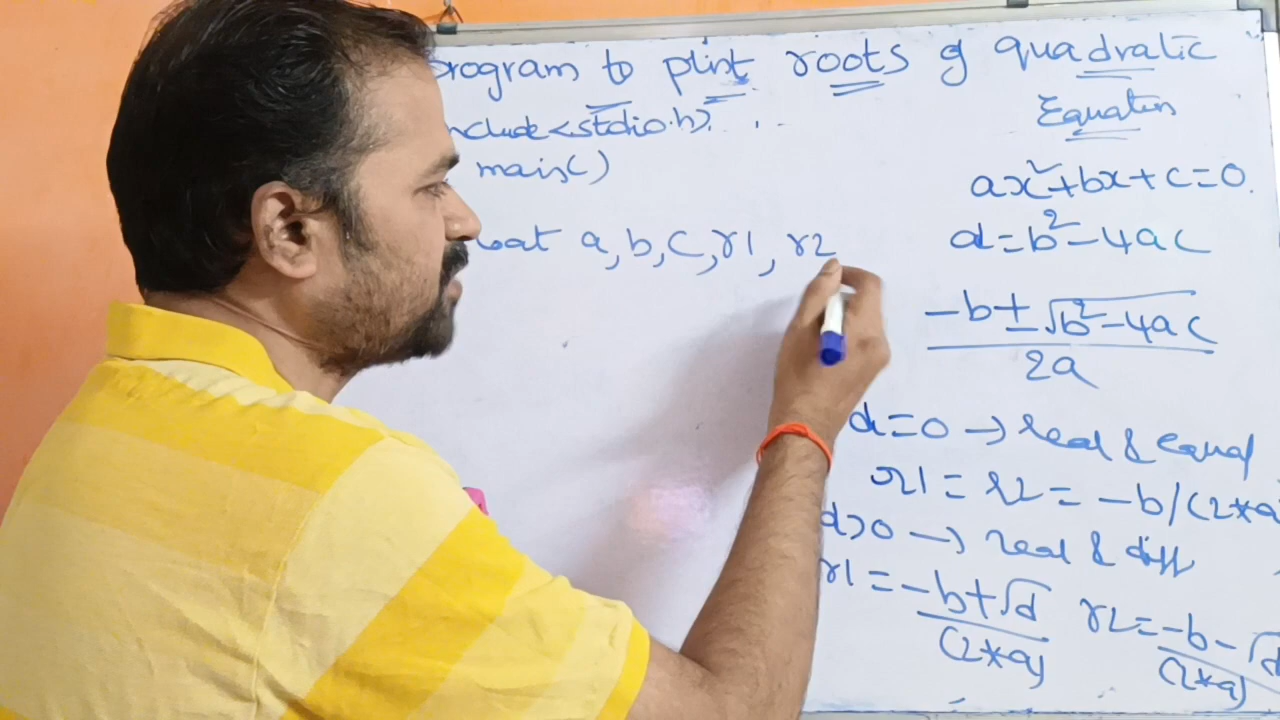 program to print roots of quadratic
Equation
include<stdio.h>
main()
float a,b,c,r1, r2
ax²+bx+c=0.
d=b²-4ac
-b±√b²-4ac
2a
d=0 → real & equal
r1 = r2 = -b/(2*a
d>0 → real & diff
r1 = -b+√d r2=-b-√d
(2*a) (2*a)